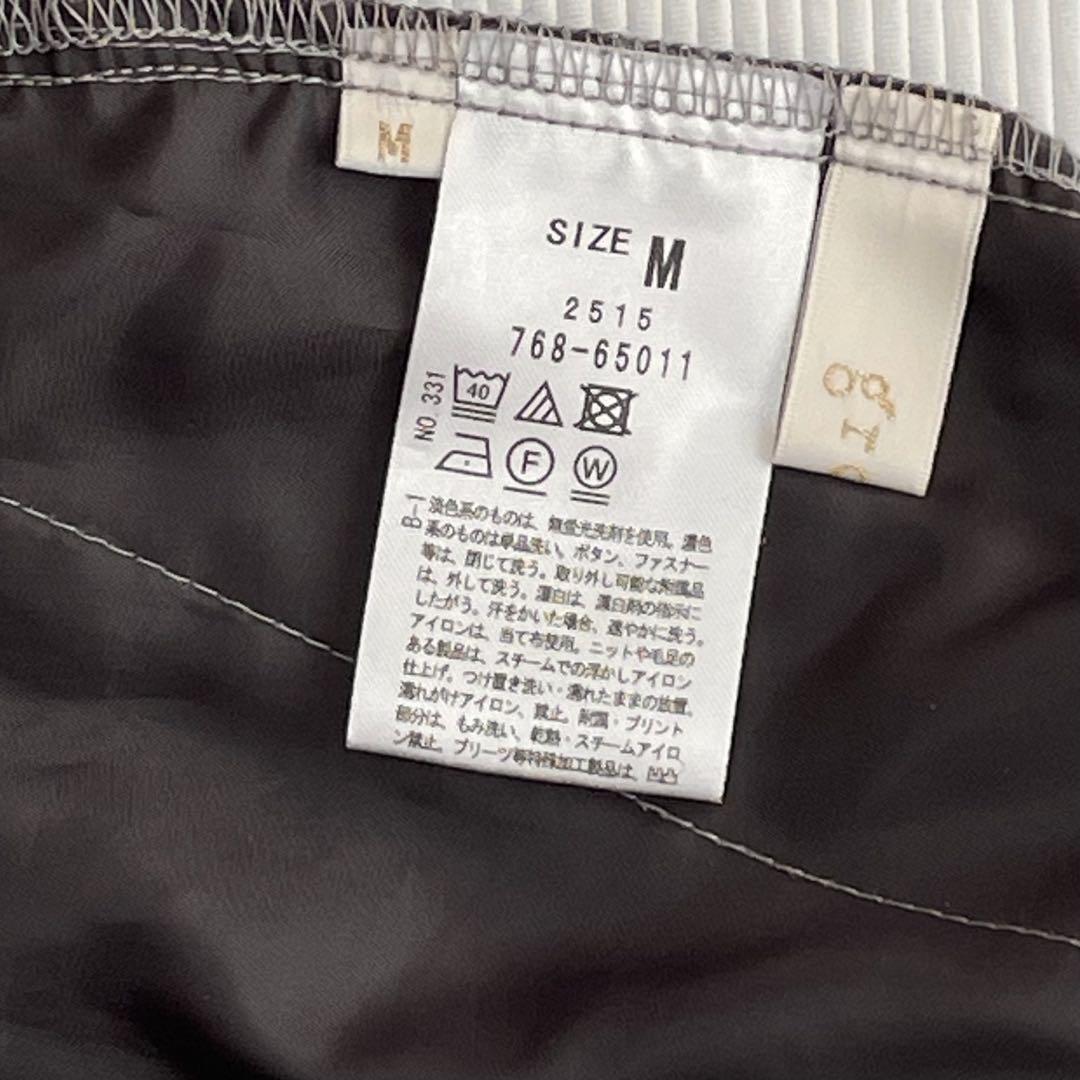 M
SIZE M
2515
768-65011
NO.331
40
F
W
淡色系のものは、無蛍光洗剤を使用。濃色
系のものは単品洗い。ボタン、ファスナー
等は、閉じて洗う。取り外し可能な附属品
は、外して洗う。漂白は、漂白剤の指示に
したがう。汗をかいた場合、速やかに洗う。
アイロンは、当て布使用。ニットや毛足の
ある製品は、スチームでの浮かしアイロン
仕上げ。つけ置き洗い・濡れたままの放置、
濡れがけアイロン、禁止。耐圧・プリント
部分は、もみ洗い、乾熱・スチームアイロ
ン禁止。プリーツ等特殊加工製品は、